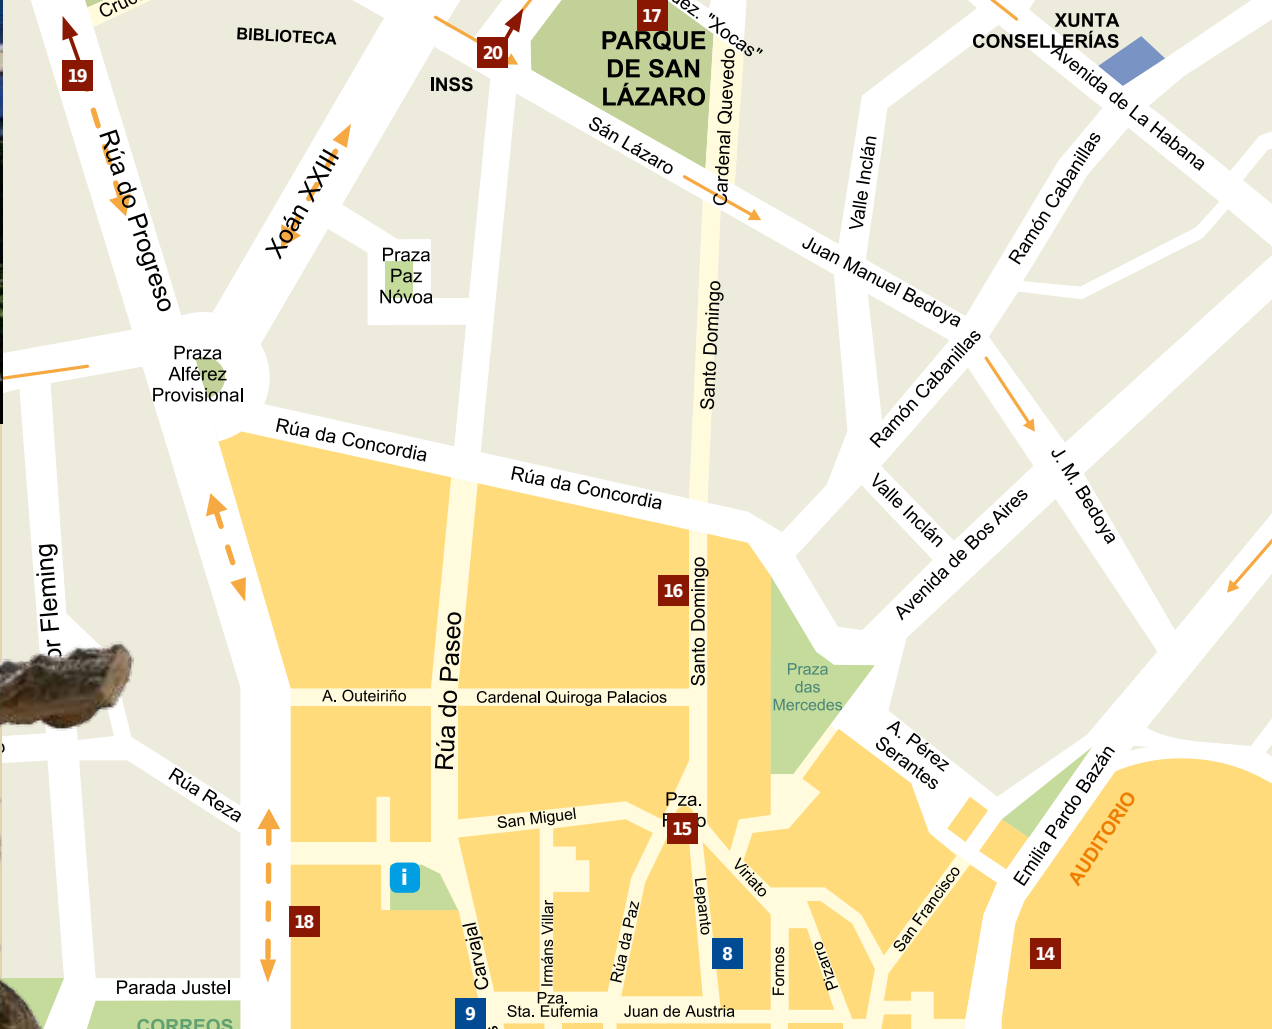 Cruc
BIBLIOTECA
INSS
17
PARQUE
DE SAN
LÁZARO
dez. "Xocas"
XUNTA
CONSELLERÍAS
20
19
Avenida de La Habana
Cardenal Quevedo
Sán Lázaro
Rúa do Progreso
Xoán XXIII
Valle Inclán
Ramón Cabanillas
Praza
Paz
Nóvoa
Juan Manuel Bedoya
Santo Domingo
Praza
Alférez
Provisional
Ramón Cabanillas
Rúa da Concordia
Rúa da Concordia
Valle Inclán
J. M. Bedoya
Avenida de Bos Aires
or Fleming
16
Santo Domingo
Rúa do Paseo
A. Outeiriño
Cardenal Quiroga Palacios
Praza
das
Mercedes
A. Pérez
Serantes
Rúa Reza
Emilia Pardo Bazán
AUDITORIO
Pza.
15
San Miguel
Viriato
i
Lepanto
San Francisco
18
Irmáns Villar
Rúa da Paz
Carvajal
8
Fornos
Pizarro
14
Parada Justel
Pza.
Sta. Eufemia
Juan de Austria
9
CORREOS